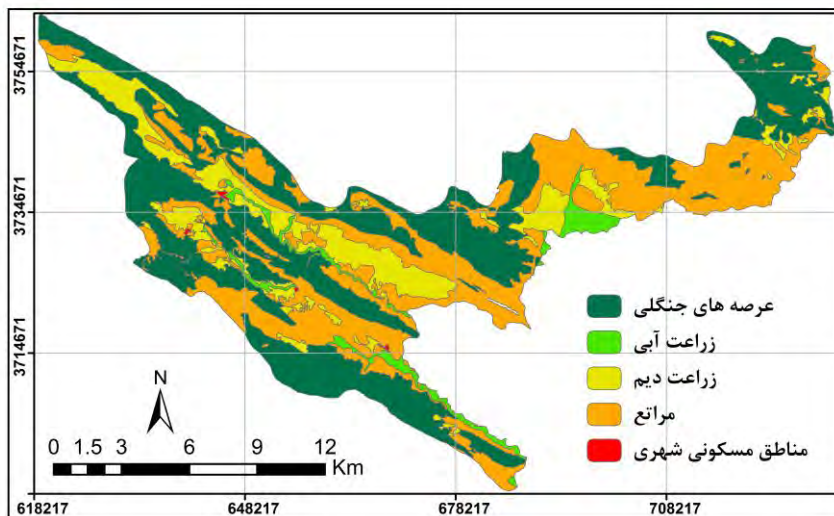 3754671
3734671
3714671
عرصه های جنگلی
زراعت آبی
زراعت دیم
مراتع
مناطق مسکونی شهری
N
0 1.5 3 6 9 12
Km
618217 648217 678217 708217